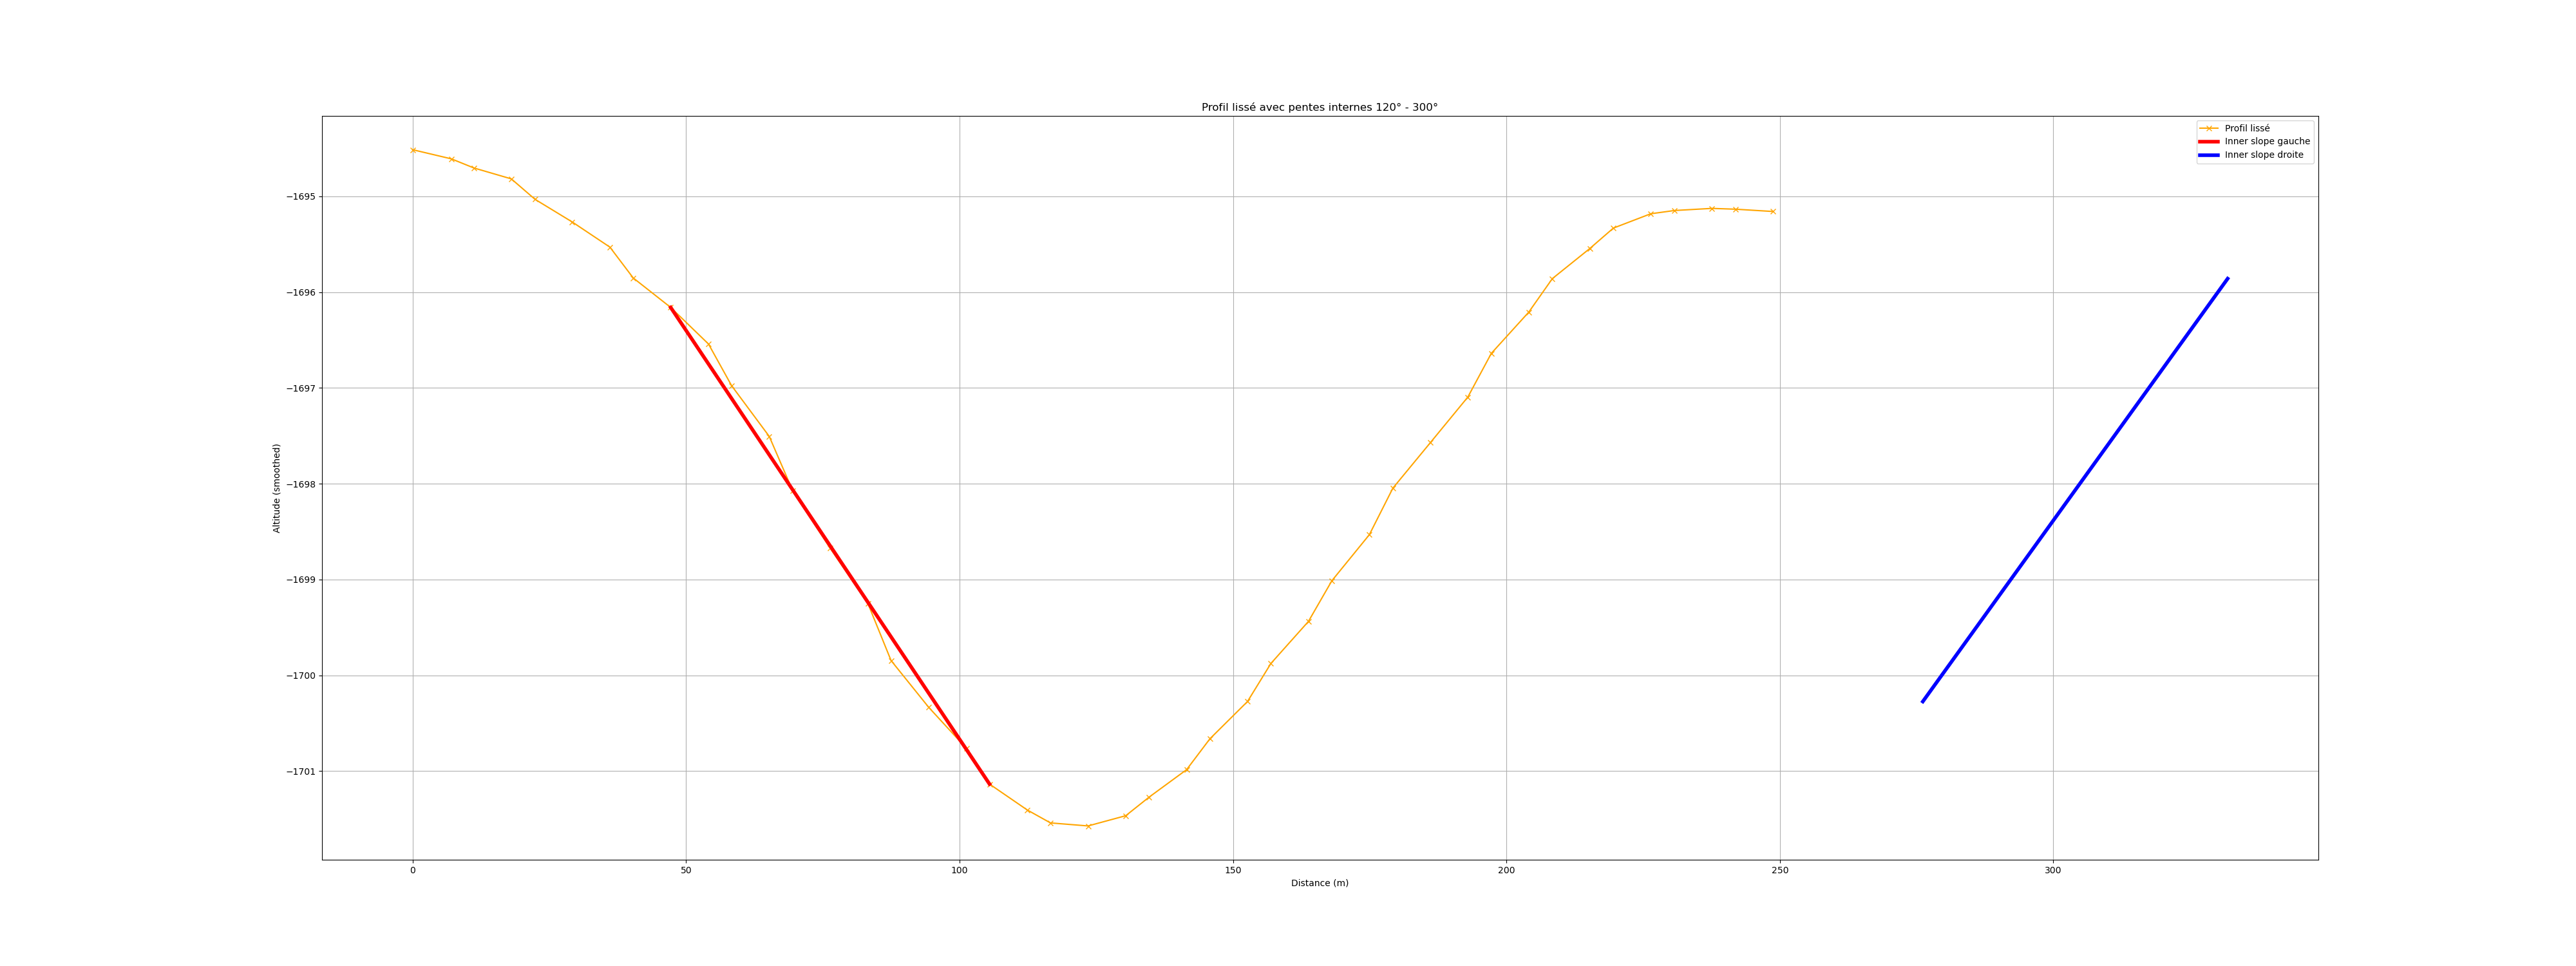 Profil lissé avec pentes internes 120° - 300°
Profil lissé
Inner slope gauche
Inner slope droite
−1695
−1696
−1697
−1698
−1699
−1700
−1701
Altitude (smoothed)
0
50
100
150
200
250
300
Distance (m)